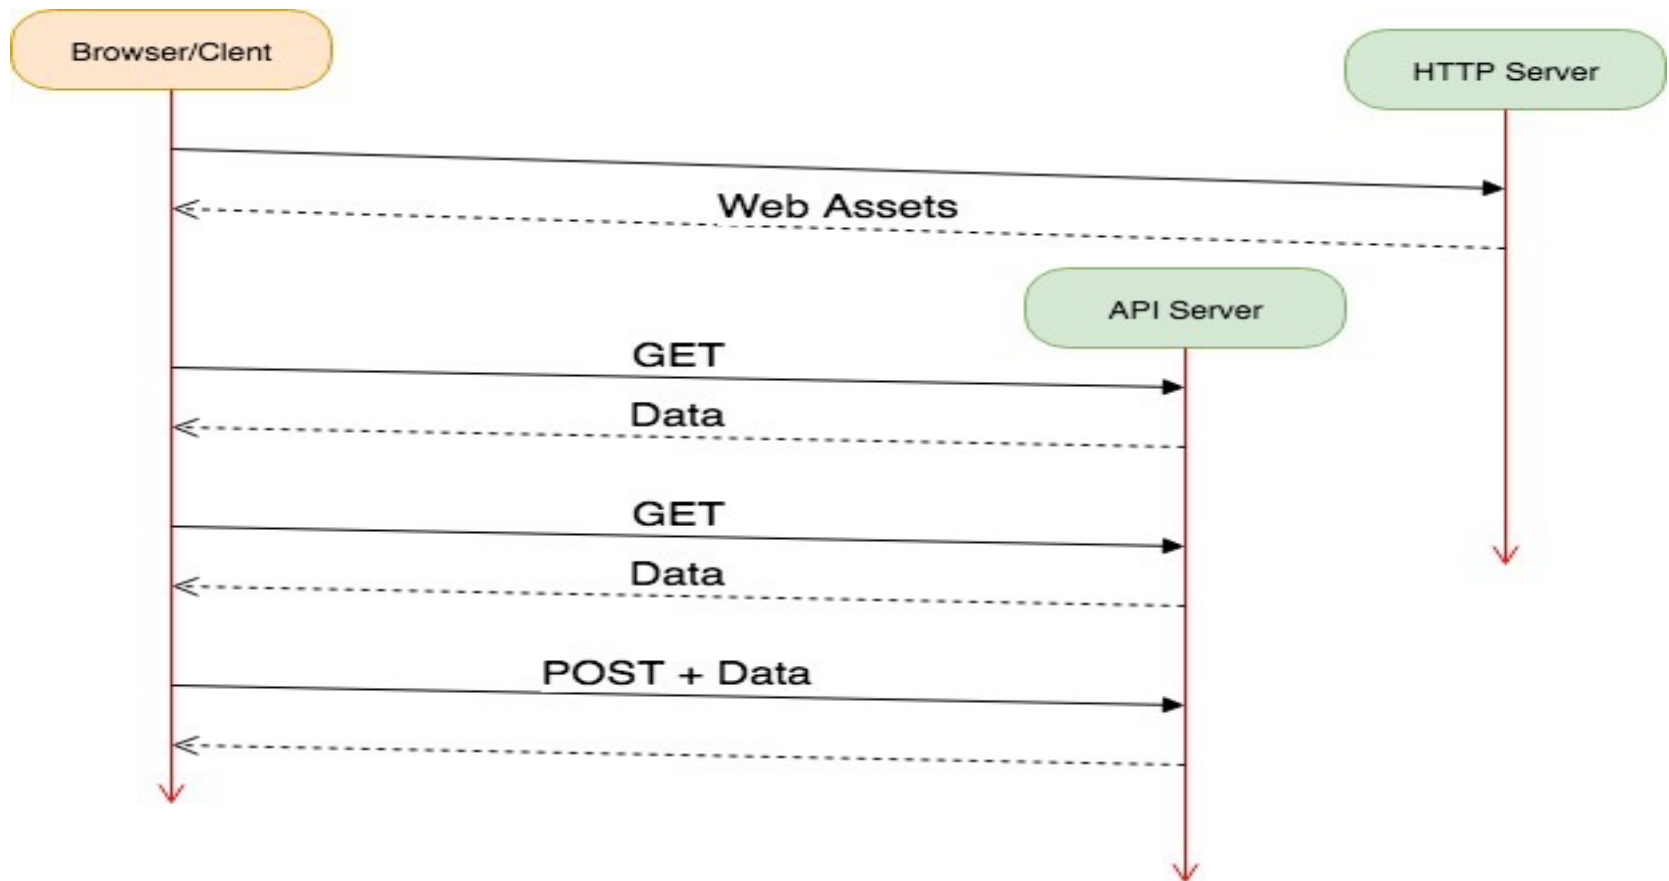 Browser/Clent
HTTP Server
Web Assets
API Server
GET
Data
GET
Data
POST + Data